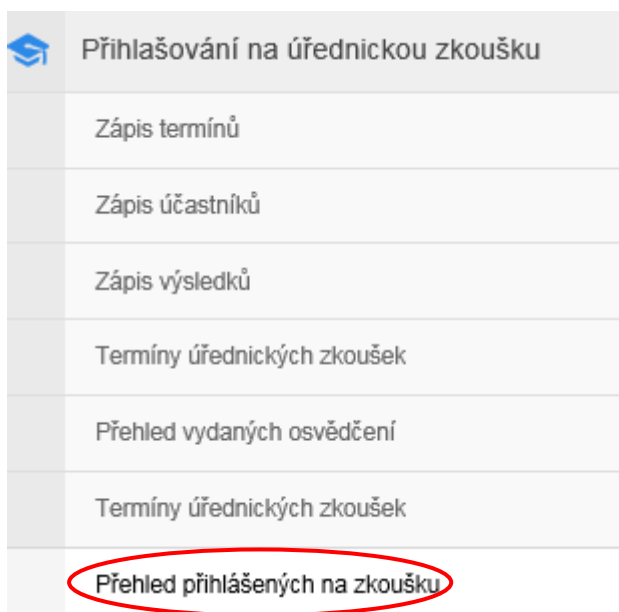 Přihlašování na úřednickou zkoušku
Zápis termínů
Zápis účastníků
Zápis výsledků
Termíny úřednických zkoušek
Přehled vydaných osvědčení
Termíny úřednických zkoušek
Přehled přihlášených na zkoušku